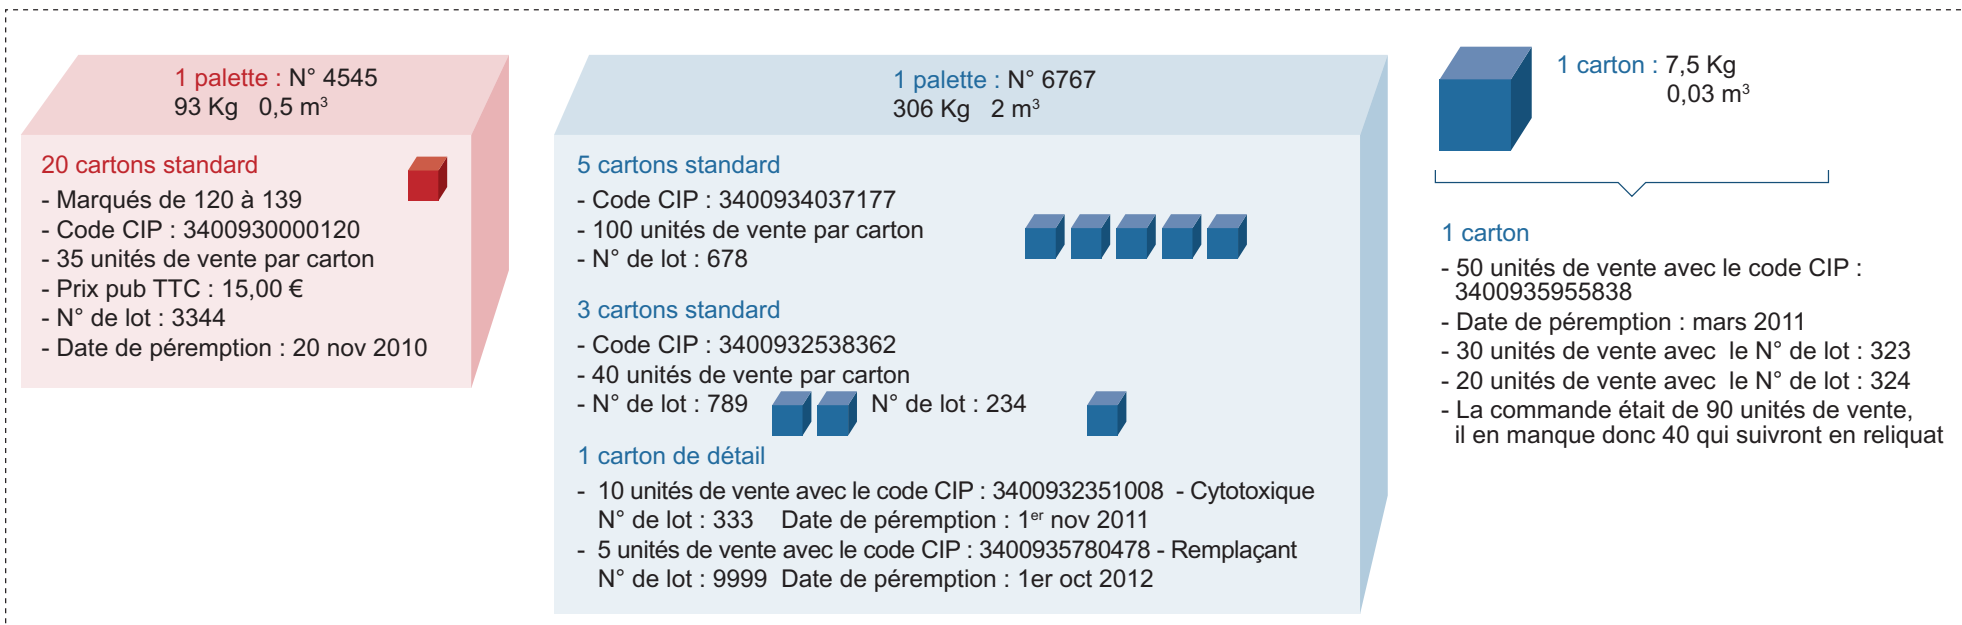 1 palette : N° 4545
93 Kg 0,5 m³
20 cartons standard
- Marqués de 120 à 139
- Code CIP : 3400930000120
- 35 unités de vente par carton
- Prix pub TTC : 15,00 €
- N° de lot : 3344
- Date de péremption : 20 nov 2010
1 palette : N° 6767
306 Kg 2 m³
5 cartons standard
- Code CIP : 3400934037177
- 100 unités de vente par carton
- N° de lot : 678
3 cartons standard
- Code CIP : 3400932538362
- 40 unités de vente par carton
- N° de lot : 789 N° de lot : 234
1 carton de détail
- 10 unités de vente avec le code CIP : 3400932351008 - Cytotoxique
N° de lot : 333 Date de péremption : 1er nov 2011
- 5 unités de vente avec le code CIP : 3400935780478 - Remplaçant
N° de lot : 9999 Date de péremption : 1er oct 2012
1 carton : 7,5 Kg
0,03 m³
1 carton
- 50 unités de vente avec le code CIP :
3400935955838
- Date de péremption : mars 2011
- 30 unités de vente avec le N° de lot : 323
- 20 unités de vente avec le N° de lot : 324
- La commande était de 90 unités de vente,
il en manque donc 40 qui suivront en reliquat